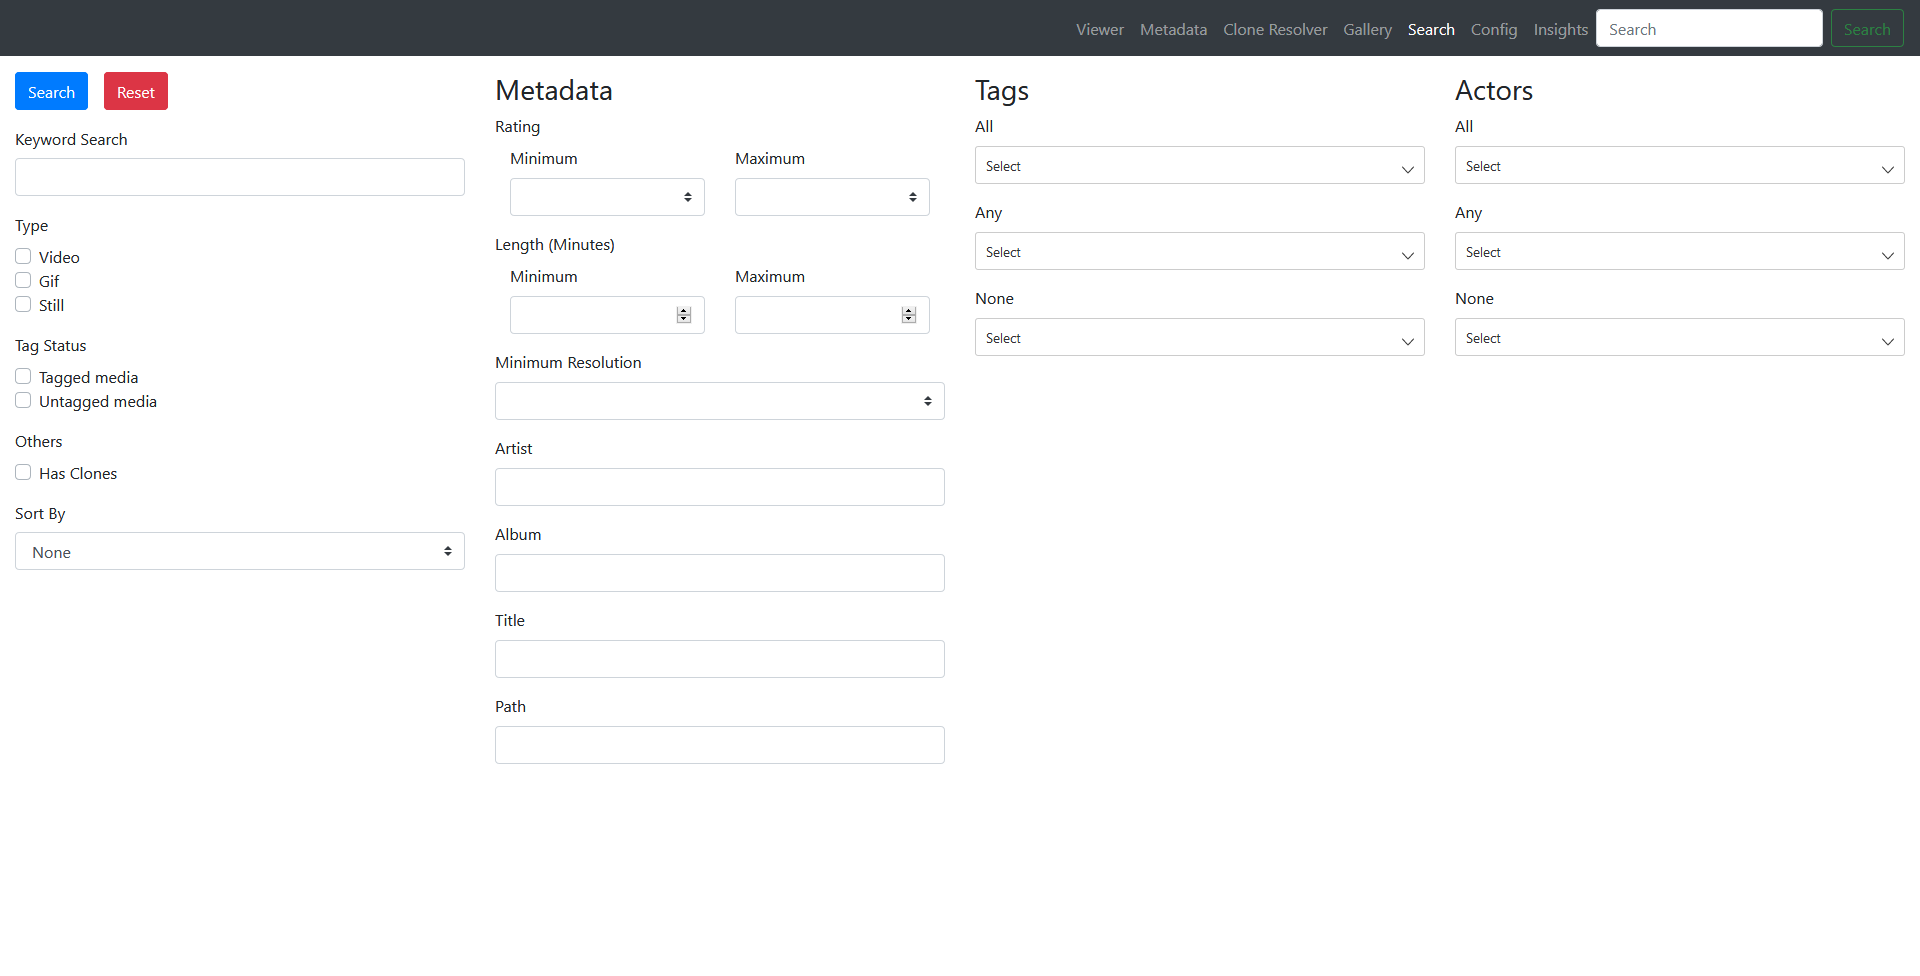 Viewer Metadata Clone Resolver Gallery Search Config Insights Search Search
Search Reset
Keyword Search
Type
Video
Gif
Still
Tag Status
Tagged media
Untagged media
Others
Has Clones
Sort By
None
Metadata
Rating
Minimum Maximum
Length (Minutes)
Minimum Maximum
Minimum Resolution
Artist
Album
Title
Path
Tags
All
Select
Any
Select
None
Select
Actors
All
Select
Any
Select
None
Select